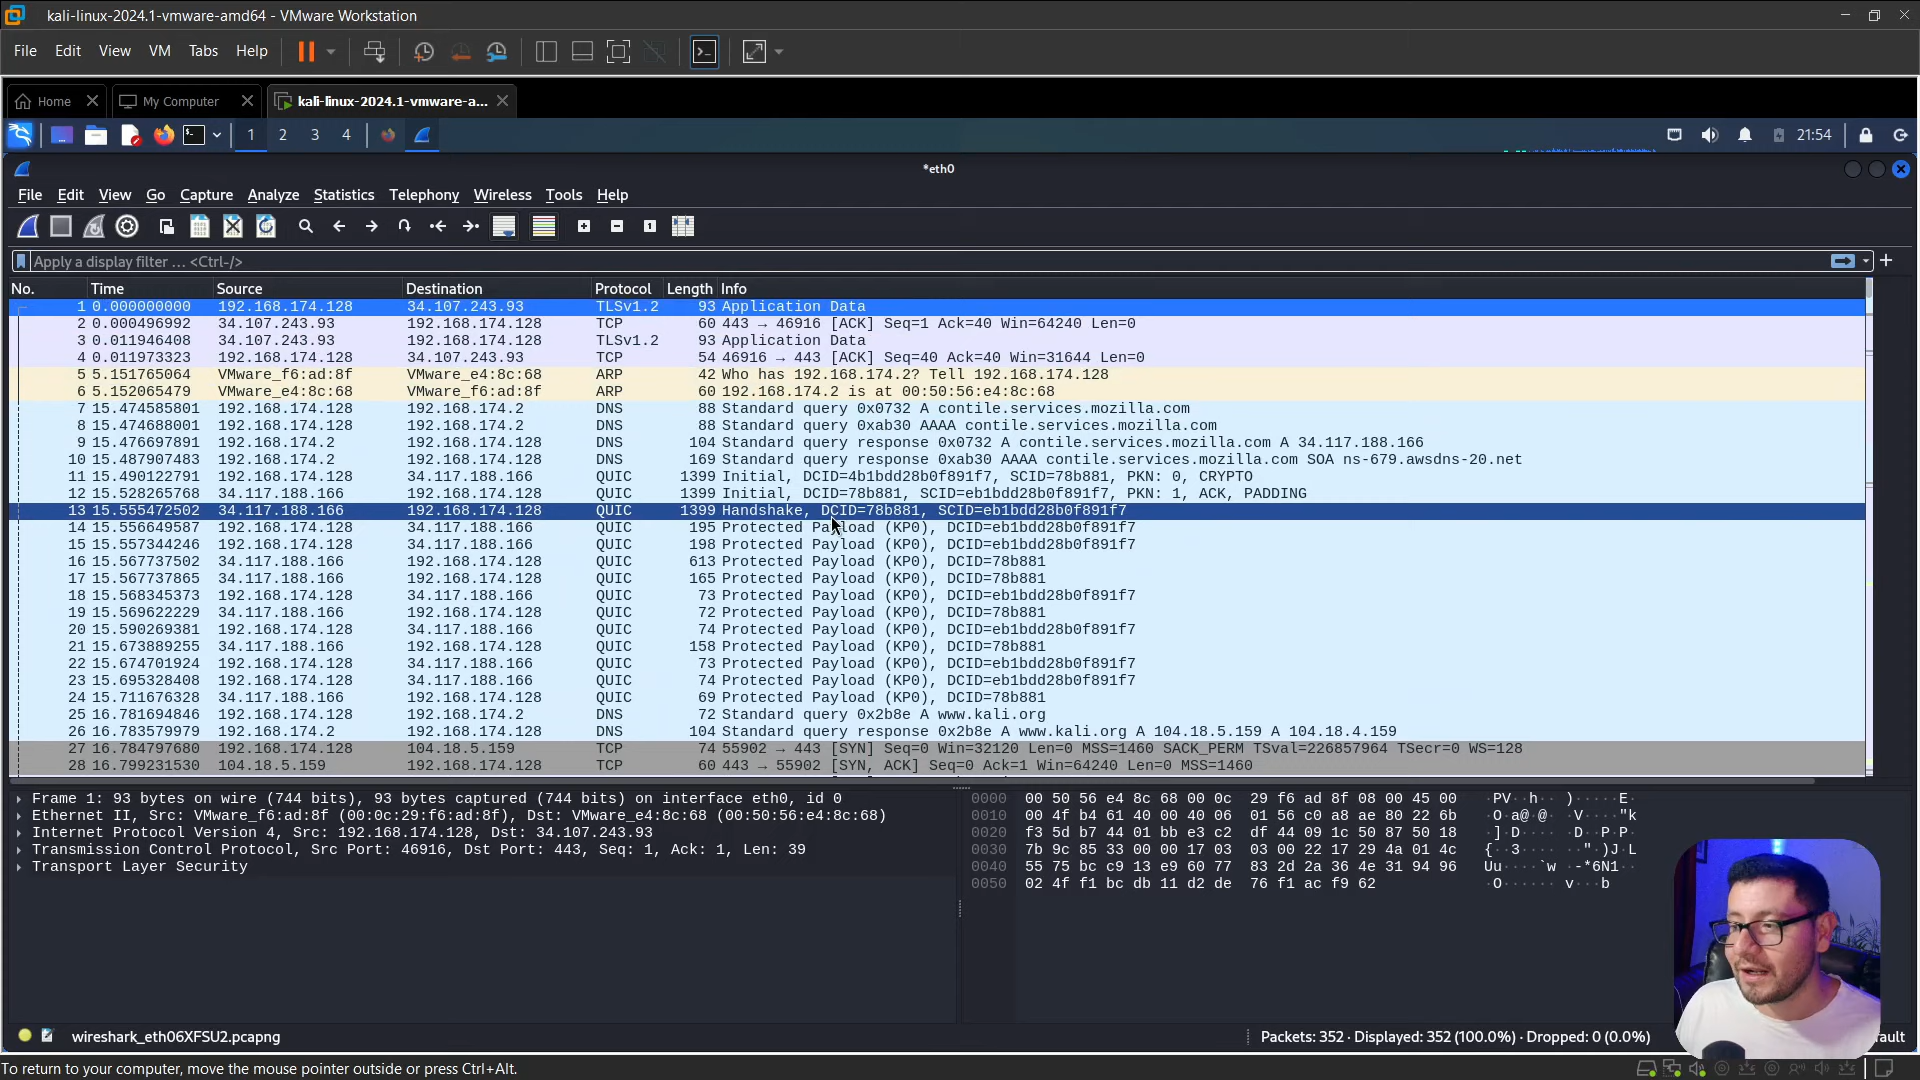 kali-linux-2024.1-vmware-amd64 - VMware Workstation
File Edit View VM Tabs Help
Home My Computer kali-linux-2024.1-vmware-a...
1 2 3 4 21:54
*eth0
File Edit View Go Capture Analyze Statistics Telephony Wireless Tools Help
Apply a display filter ... <Ctrl-/>
No. Time Source Destination Protocol Length Info
1 0.000000000 192.168.174.128 34.107.243.93 TLSv1.2 93 Application Data
2 0.000496992 34.107.243.93 192.168.174.128 TCP 60 443 → 46916 [ACK] Seq=1 Ack=40 Win=64240 Len=0
3 0.011946408 34.107.243.93 192.168.174.128 TLSv1.2 93 Application Data
4 0.011973323 192.168.174.128 34.107.243.93 TCP 54 46916 → 443 [ACK] Seq=40 Ack=40 Win=31644 Len=0
5 5.151765064 VMware_f6:ad:8f VMware_e4:8c:68 ARP 42 Who has 192.168.174.2? Tell 192.168.174.128
6 5.152065479 VMware_e4:8c:68 VMware_f6:ad:8f ARP 60 192.168.174.2 is at 00:50:56:e4:8c:68
7 15.474585801 192.168.174.128 192.168.174.2 DNS 88 Standard query 0x0732 A contile.services.mozilla.com
8 15.474688001 192.168.174.128 192.168.174.2 DNS 88 Standard query 0xab30 AAAA contile.services.mozilla.com
9 15.476697891 192.168.174.2 192.168.174.128 DNS 104 Standard query response 0x0732 A contile.services.mozilla.com A 34.117.188.166
10 15.487907483 192.168.174.2 192.168.174.128 DNS 169 Standard query response 0xab30 AAAA contile.services.mozilla.com SOA ns-679.awsdns-20.net
11 15.490122791 192.168.174.128 34.117.188.166 QUIC 1399 Initial, DCID=4b1bdd28b0f891f7, SCID=78b881, PKN: 0, CRYPTO
12 15.528265768 34.117.188.166 192.168.174.128 QUIC 1399 Initial, DCID=78b881, SCID=eb1bdd28b0f891f7, PKN: 1, ACK, PADDING
13 15.555472502 34.117.188.166 192.168.174.128 QUIC 1399 Handshake, DCID=78b881, SCID=eb1bdd28b0f891f7
14 15.556649587 192.168.174.128 34.117.188.166 QUIC 195 Protected Payload (KP0), DCID=eb1bdd28b0f891f7
15 15.557344246 192.168.174.128 34.117.188.166 QUIC 198 Protected Payload (KP0), DCID=eb1bdd28b0f891f7
16 15.567737502 34.117.188.166 192.168.174.128 QUIC 613 Protected Payload (KP0), DCID=78b881
17 15.567737865 34.117.188.166 192.168.174.128 QUIC 165 Protected Payload (KP0), DCID=78b881
18 15.568345373 192.168.174.128 34.117.188.166 QUIC 73 Protected Payload (KP0), DCID=eb1bdd28b0f891f7
19 15.569622229 34.117.188.166 192.168.174.128 QUIC 72 Protected Payload (KP0), DCID=78b881
20 15.590269381 192.168.174.128 34.117.188.166 QUIC 74 Protected Payload (KP0), DCID=eb1bdd28b0f891f7
21 15.673889255 34.117.188.166 192.168.174.128 QUIC 158 Protected Payload (KP0), DCID=78b881
22 15.674701924 192.168.174.128 34.117.188.166 QUIC 73 Protected Payload (KP0), DCID=eb1bdd28b0f891f7
23 15.695328408 192.168.174.128 34.117.188.166 QUIC 74 Protected Payload (KP0), DCID=eb1bdd28b0f891f7
24 15.711676328 34.117.188.166 192.168.174.128 QUIC 69 Protected Payload (KP0), DCID=78b881
25 16.781694846 192.168.174.128 192.168.174.2 DNS 72 Standard query 0x2b8e A www.kali.org
26 16.783579979 192.168.174.2 192.168.174.128 DNS 104 Standard query response 0x2b8e A www.kali.org A 104.18.5.159 A 104.18.4.159
27 16.784797680 192.168.174.128 104.18.5.159 TCP 74 55902 → 443 [SYN] Seq=0 Win=32120 Len=0 MSS=1460 SACK_PERM TSval=226857964 TSecr=0 WS=128
28 16.799231530 104.18.5.159 192.168.174.128 TCP 60 443 → 55902 [SYN, ACK] Seq=0 Ack=1 Win=64240 Len=0 MSS=1460
Frame 1: 93 bytes on wire (744 bits), 93 bytes captured (744 bits) on interface eth0, id 0
Ethernet II, Src: VMware_f6:ad:8f (00:0c:29:f6:ad:8f), Dst: VMware_e4:8c:68 (00:50:56:e4:8c:68)
Internet Protocol Version 4, Src: 192.168.174.128, Dst: 34.107.243.93
Transmission Control Protocol, Src Port: 46916, Dst Port: 443, Seq: 1, Ack: 1, Len: 39
Transport Layer Security
0000 00 50 56 e4 8c 68 00 0c 29 f6 ad 8f 08 00 45 00 ·PV··h·· )·····E·
0010 00 4f b4 61 40 00 40 06 01 56 c0 a8 ae 80 22 6b ·O·a@·@· ·V····"k
0020 f3 5d b7 44 01 bb e3 c2 df 44 09 1c 50 87 50 18 ·]·D···· ·D··P·P·
0030 7b 9c 85 33 00 00 17 03 03 00 22 17 29 4a 01 4c {··3···· ··"·)J·L
0040 55 75 bc c9 13 e9 60 77 83 2d 2a 36 4e 31 94 96 Uu····`w ·-*6N1··
0050 02 4f f1 bc db 11 d2 de 76 f1 ac f9 62 ·O······ v···b
wireshark_eth06XFSU2.pcapng Packets: 352 · Displayed: 352 (100.0%) · Dropped: 0 (0.0%) ault
To return to your computer, move the mouse pointer outside or press Ctrl+Alt.